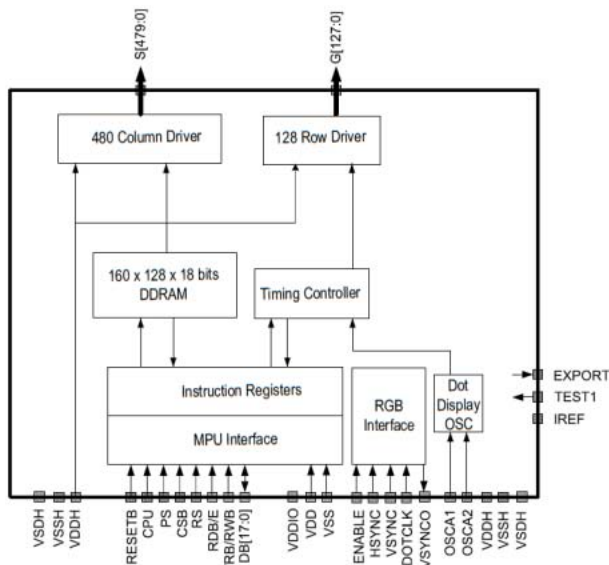 S[479:0]
G[127:0]
480 Column Driver
128 Row Driver
160 x 128 x 18 bits
DDRAM
Timing Controller
Instruction Registers
MPU Interface
RGB
Interface
Dot
Display
OSC
EXPORT
TEST1
IREF
VSDH
VSSH
VDDH
RESETB
CPU
PS
CSB
RS
RDB/E
RB/RWB
DB[17:0]
VDDIO
VDD
VSS
ENABLE
HSYNC
VSYNC
DOTCLK
VSYNCO
OSCA1
OSCA2
VDDH
VSSH
VSDH